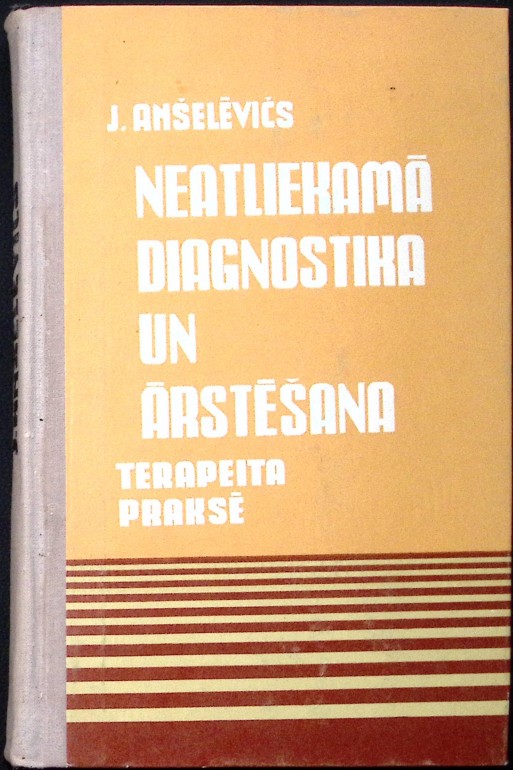 J. ANŠELĒVIČS
NEATLIEKAMĀ
DIAGNOSTIKA
UN
ĀRSTĒŠANA
TERAPEITA
PRAKSĒ